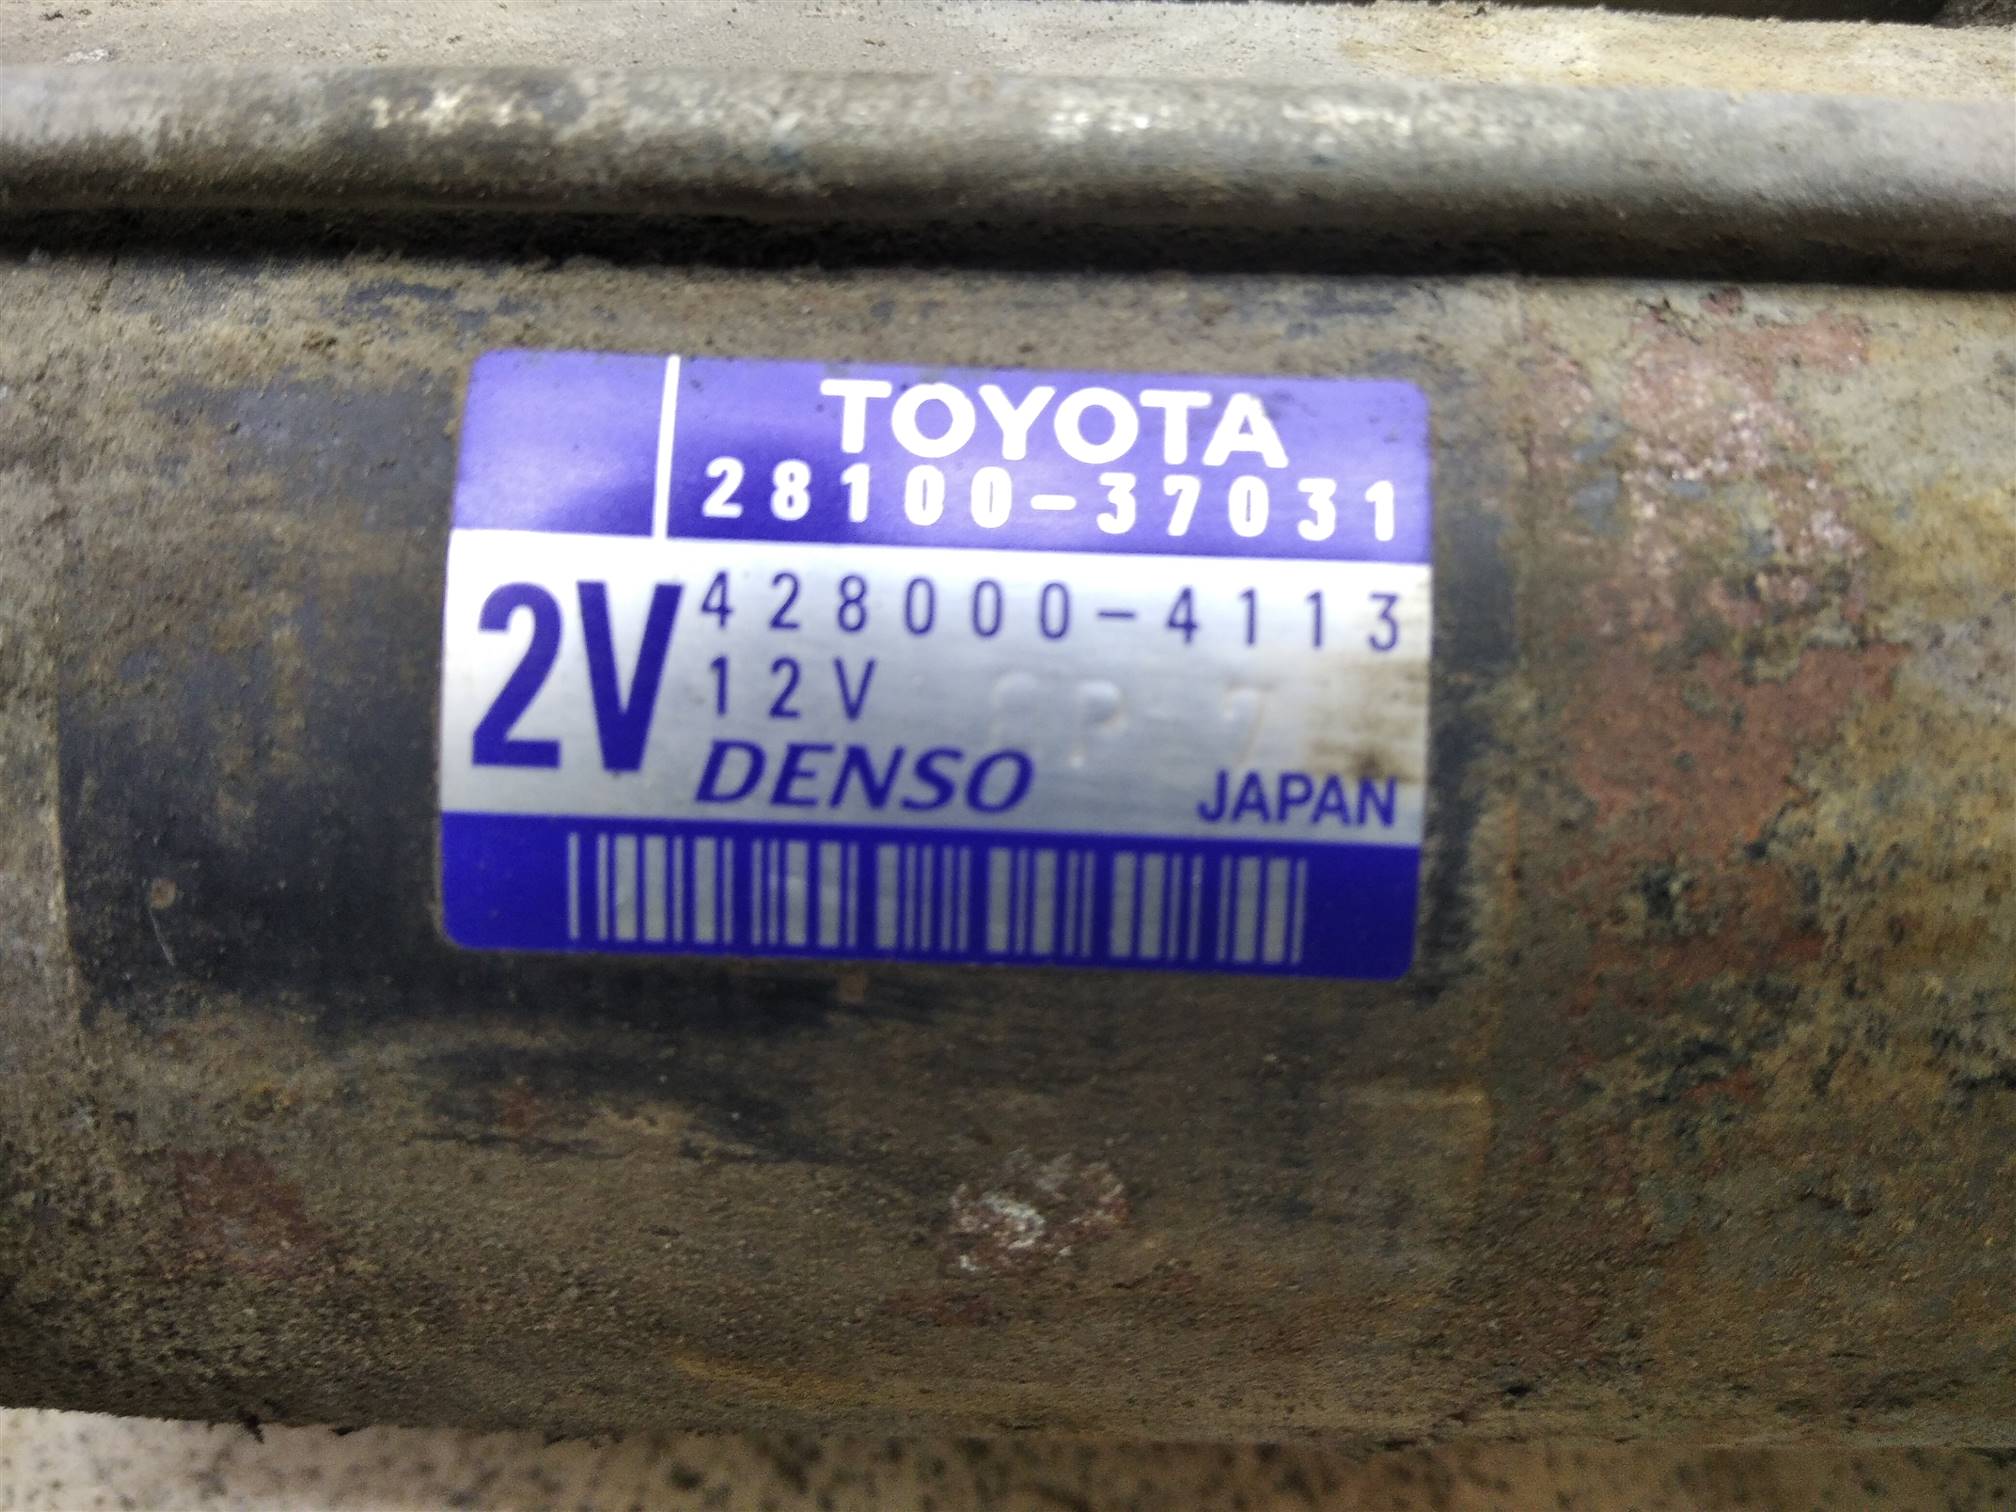 TOYOTA
28100-37031
2V
428000-4113
12V
DENSO
JAPAN